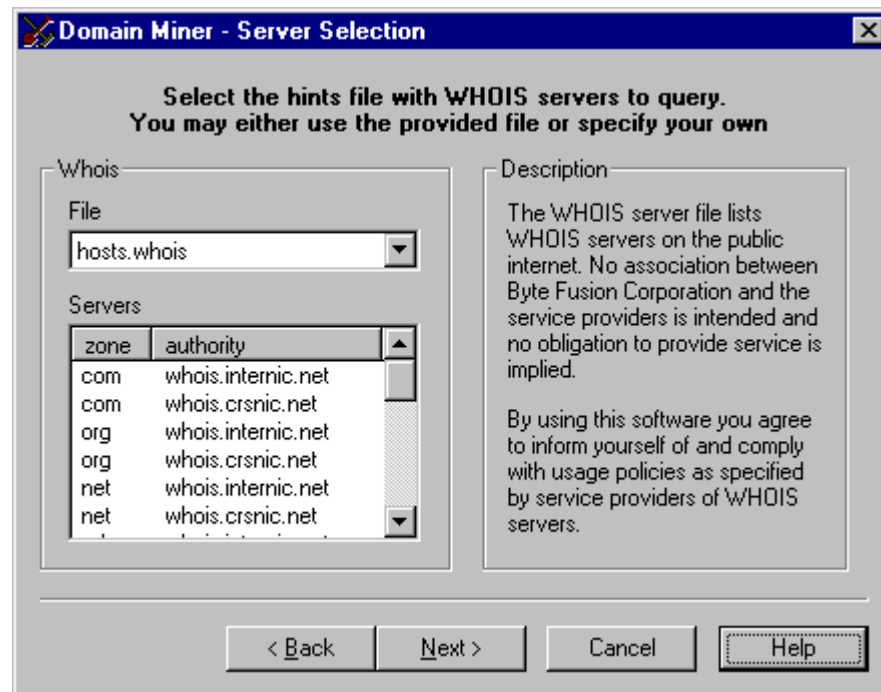 Domain Miner - Server Selection
Select the hints file with WHOIS servers to query.
You may either use the provided file or specify your own
Whois
File
hosts.whois
Servers
zone authority
com whois.internic.net
com whois.crsnic.net
org whois.internic.net
org whois.crsnic.net
net whois.internic.net
net whois.crsnic.net
Description
The WHOIS server file lists
WHOIS servers on the public
internet. No association between
Byte Fusion Corporation and the
service providers is intended and
no obligation to provide service is
implied.
By using this software you agree
to inform yourself of and comply
with usage policies as specified
by service providers of WHOIS
servers.
< Back Next > Cancel Help